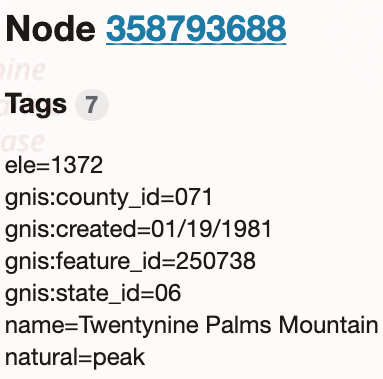 Node 358793688
Tags 7
ele=1372
gnis:county_id=071
gnis:created=01/19/1981
gnis:feature_id=250738
gnis:state_id=06
name=Twentynine Palms Mountain
natural=peak